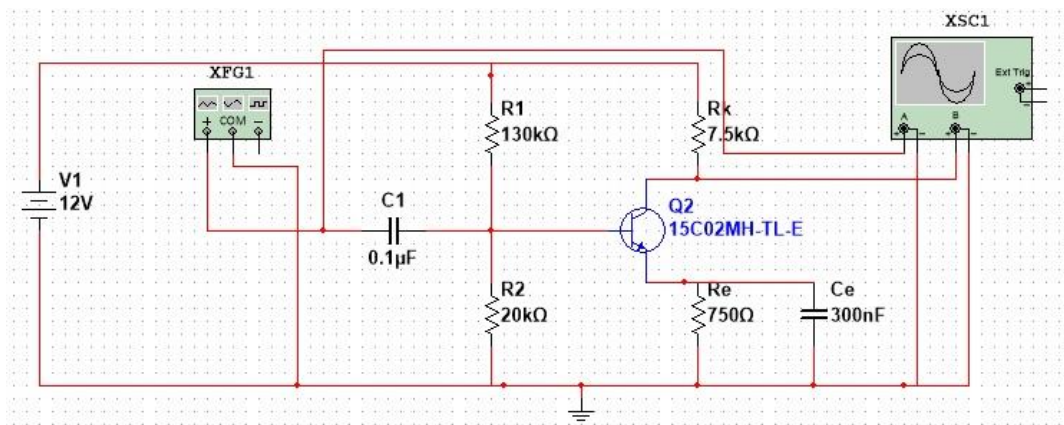 XSC1
XFG1
Ext Trig
+
-
+ COM -
R1
130kΩ
Rk
7.5kΩ
A
B
+ - + -
V1
12V
C1
0.1µF
Q2
15C02MH-TL-E
R2
20kΩ
Re
750Ω
Ce
300nF